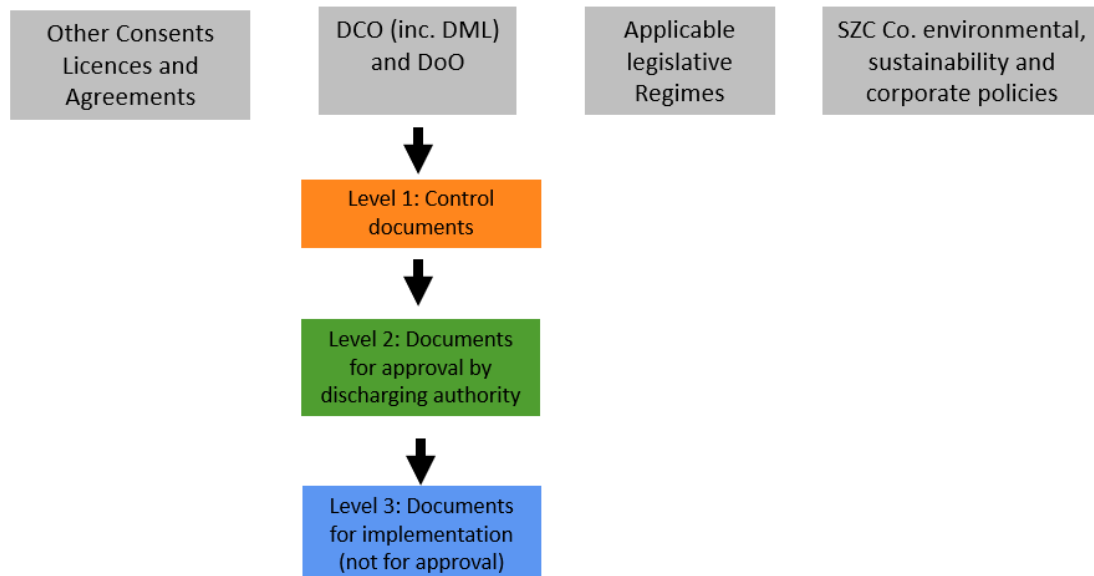 Other Consents
Licences and
Agreements
DCO (inc. DML)
and DoO
Applicable
legislative
Regimes
SZC Co. environmental,
sustainability and
corporate policies
Level 1: Control
documents
Level 2: Documents
for approval by
discharging authority
Level 3: Documents
for implementation
(not for approval)